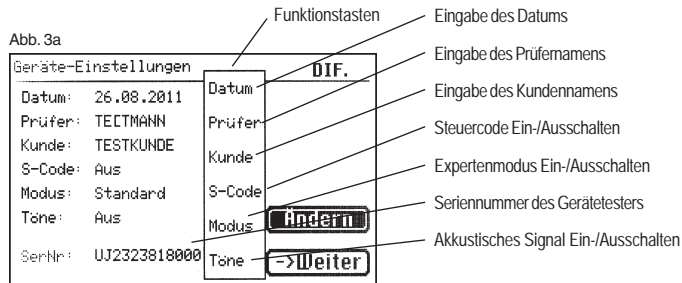 Funktionstasten
Abb. 3a
Geräte-Einstellungen DIF.
Datum: 26.08.2011
Prüfer: TECTMANN
Kunde: TESTKUNDE
S-Code: Aus
Modus: Standard
Töne: Aus
SerNr: UJ2323818000
Datum
Prüfer
Kunde
S-Code
Modus
Töne
Ändern
->Weiter
Eingabe des Datums
Eingabe des Prüfernamens
Eingabe des Kundennamens
Steuercode Ein-/Ausschalten
Expertenmodus Ein-/Ausschalten
Seriennummer des Gerätetesters
Akkustisches Signal Ein-/Ausschalten